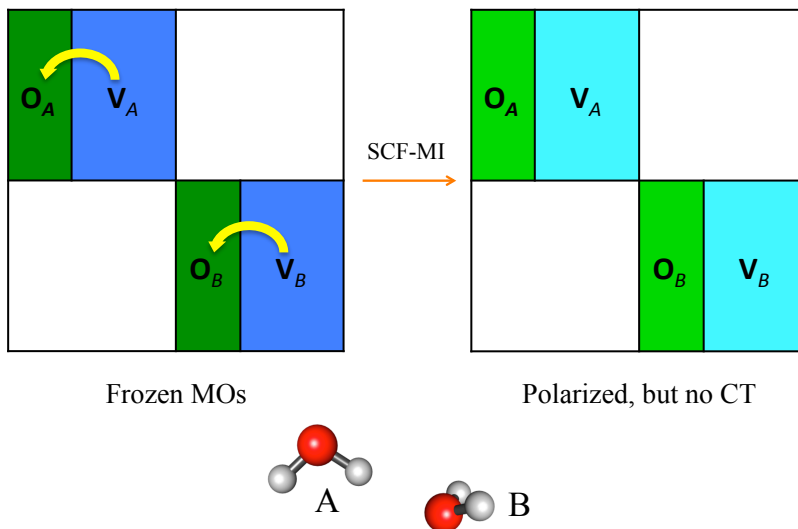 O_A V_A
O_B V_B
SCF-MI
O_A V_A
O_B V_B
Frozen MOs
Polarized, but no CT
A
B